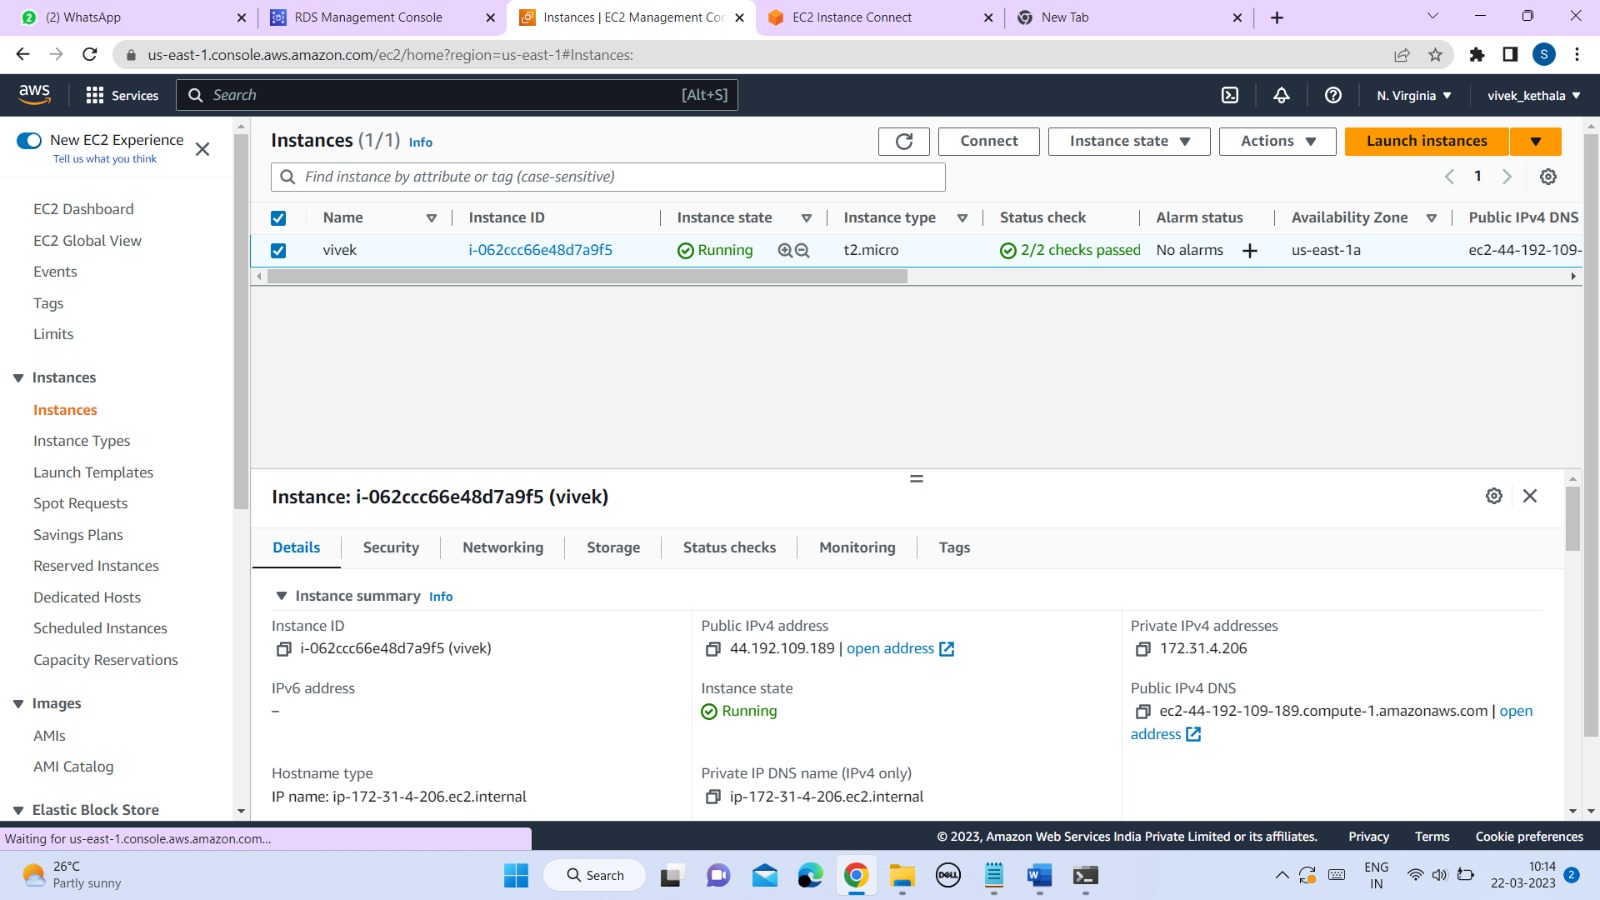 (2) WhatsApp
RDS Management Console
Instances | EC2 Management Con
EC2 Instance Connect
New Tab
us-east-1.console.aws.amazon.com/ec2/home?region=us-east-1#Instances:
S
aws
Services
Search
[Alt+S]
N. Virginia
vivek_kethala
New EC2 Experience
Tell us what you think
EC2 Dashboard
EC2 Global View
Events
Tags
Limits
Instances
Instances
Instance Types
Launch Templates
Spot Requests
Savings Plans
Reserved Instances
Dedicated Hosts
Scheduled Instances
Capacity Reservations
Images
AMIs
AMI Catalog
Elastic Block Store
Instances (1/1) Info
Connect
Instance state
Actions
Launch instances
Find instance by attribute or tag (case-sensitive)
1
Name Instance ID Instance state Instance type Status check Alarm status Availability Zone Public IPv4 DNS
vivek i-062ccc66e48d7a9f5 Running t2.micro 2/2 checks passed No alarms + us-east-1a ec2-44-192-109-
Instance: i-062ccc66e48d7a9f5 (vivek)
Details Security Networking Storage Status checks Monitoring Tags
Instance summary Info
Instance ID
i-062ccc66e48d7a9f5 (vivek)
Public IPv4 address
44.192.109.189 | open address
Private IPv4 addresses
172.31.4.206
IPv6 address
–
Instance state
Running
Public IPv4 DNS
ec2-44-192-109-189.compute-1.amazonaws.com | open
address
Hostname type
IP name: ip-172-31-4-206.ec2.internal
Private IP DNS name (IPv4 only)
ip-172-31-4-206.ec2.internal
Waiting for us-east-1.console.aws.amazon.com...
© 2023, Amazon Web Services India Private Limited or its affiliates. Privacy Terms Cookie preferences
26°C
Partly sunny
Search
DELL
ENG
IN
10:14
22-03-2023
2